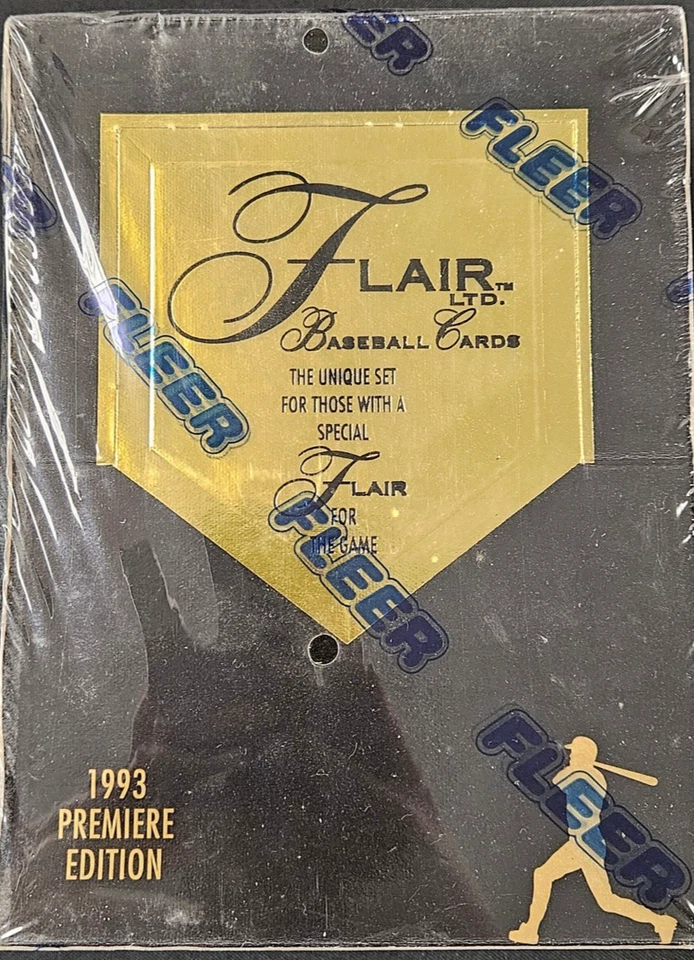 FLEER
FLEER
FLAIR™
LTD.
BASEBALL CARDS
FLEER
THE UNIQUE SET
FOR THOSE WITH A
SPECIAL
FLAIR
FOR
THE GAME
FLEER
FLEER
1993
PREMIERE
EDITION